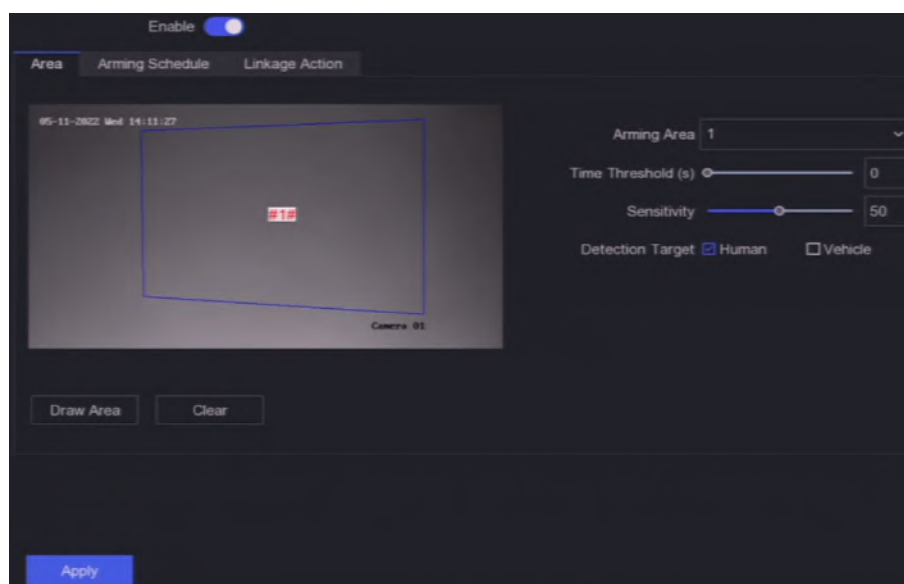 Enable
Area Arming Schedule Linkage Action
05-11-2022 Wed 14:11:27
Arming Area 1
Time Threshold (s) 0
#1#
Sensitivity 50
Detection Target Human Vehicle
Camera 01
Draw Area Clear
Apply